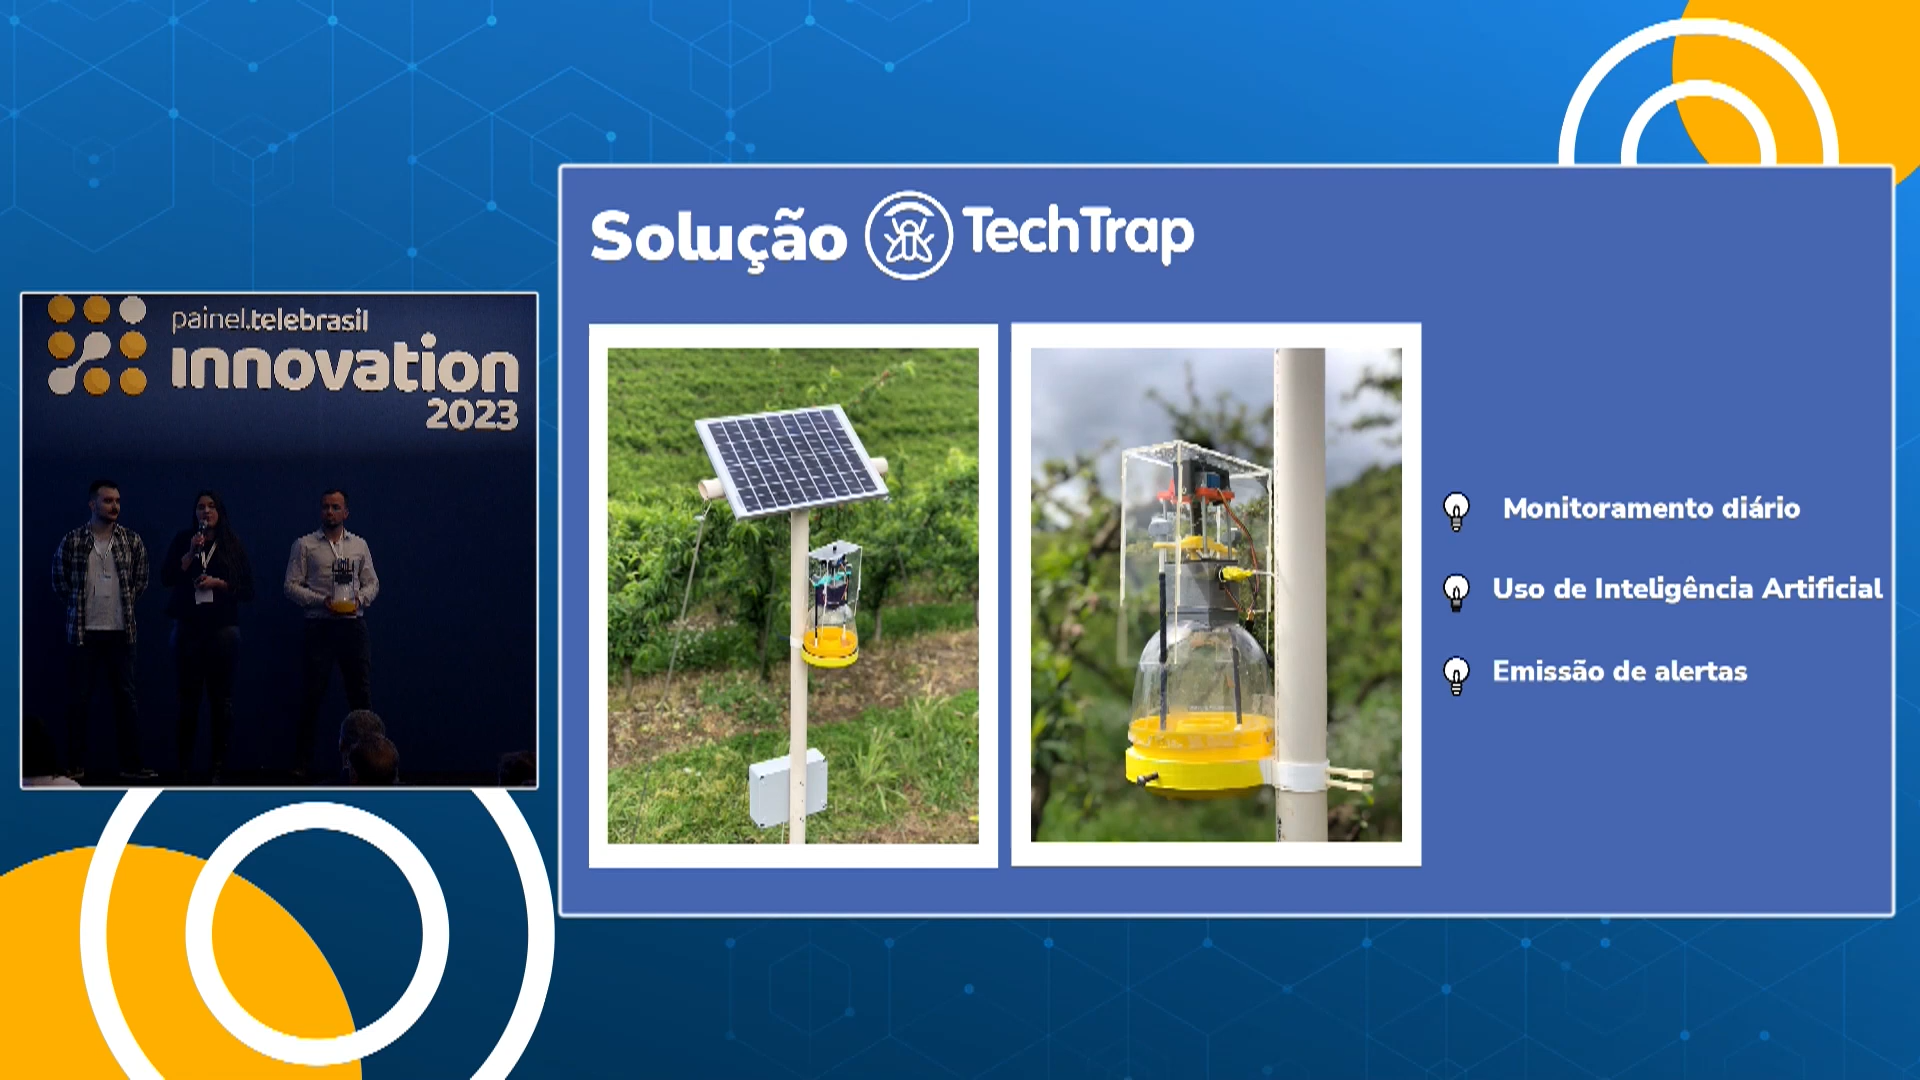 painel.telebrasil
innovation
2023
Solução TechTrap
Monitoramento diário
Uso de Inteligência Artificial
Emissão de alertas